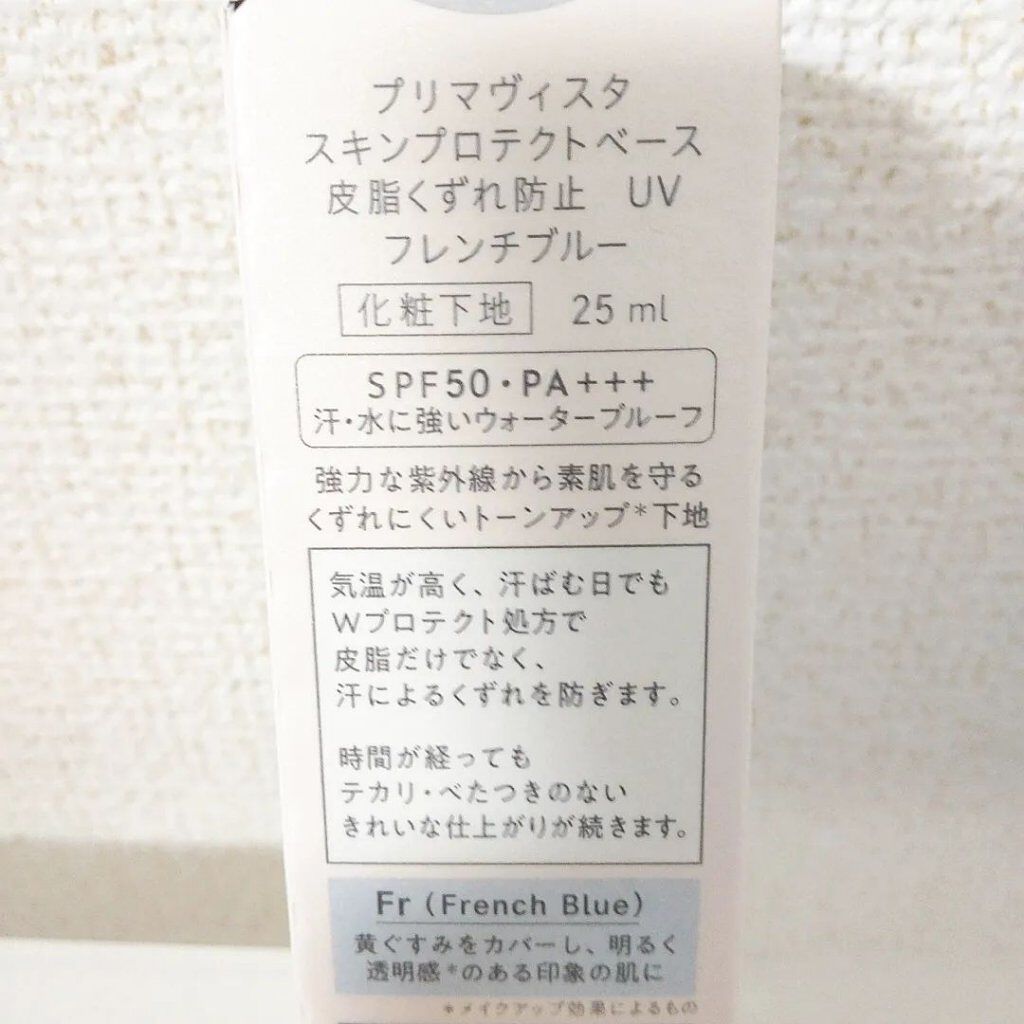 プリマヴィスタ
スキンプロテクトベース
皮脂くずれ防止 UV
フレンチブルー
化粧下地 25 ml
SPF50・PA+++
汗・水に強いウォータープルーフ
強力な紫外線から素肌を守る
くずれにくいトーンアップ*下地
気温が高く、汗ばむ日でも
Wプロテクト処方で
皮脂だけでなく、
汗によるくずれを防ぎます。
時間が経っても
テカリ・べたつきのない
きれいな仕上がりが続きます。
Fr (French Blue)
黄ぐすみをカバーし、明るく
透明感*のある印象の肌に
*メイクアップ効果によるもの